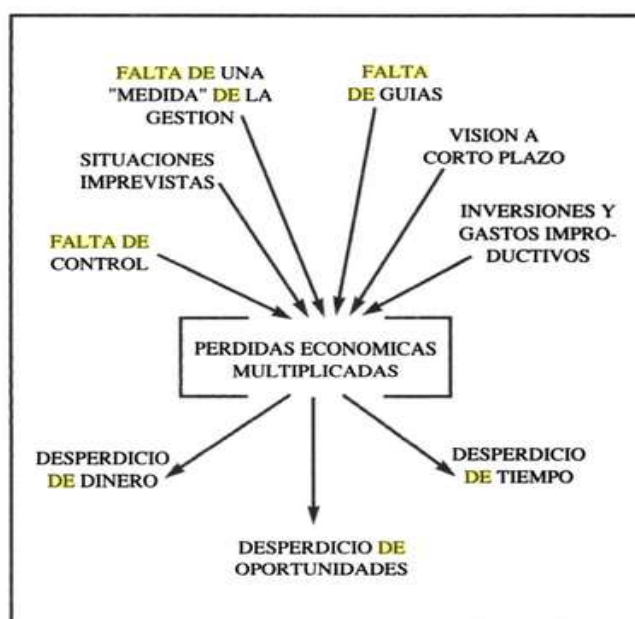 FALTA DE UNA
"MEDIDA" DE LA
GESTION
FALTA
DE GUIAS
SITUACIONES
IMPREVISTAS
VISION A
CORTO PLAZO
FALTA DE
CONTROL
INVERSIONES Y
GASTOS IMPRO-
DUCTIVOS
PERDIDAS ECONOMICAS
MULTIPLICADAS
DESPERDICIO
DE DINERO
DESPERDICIO DE
OPORTUNIDADES
DESPERDICIO
DE TIEMPO